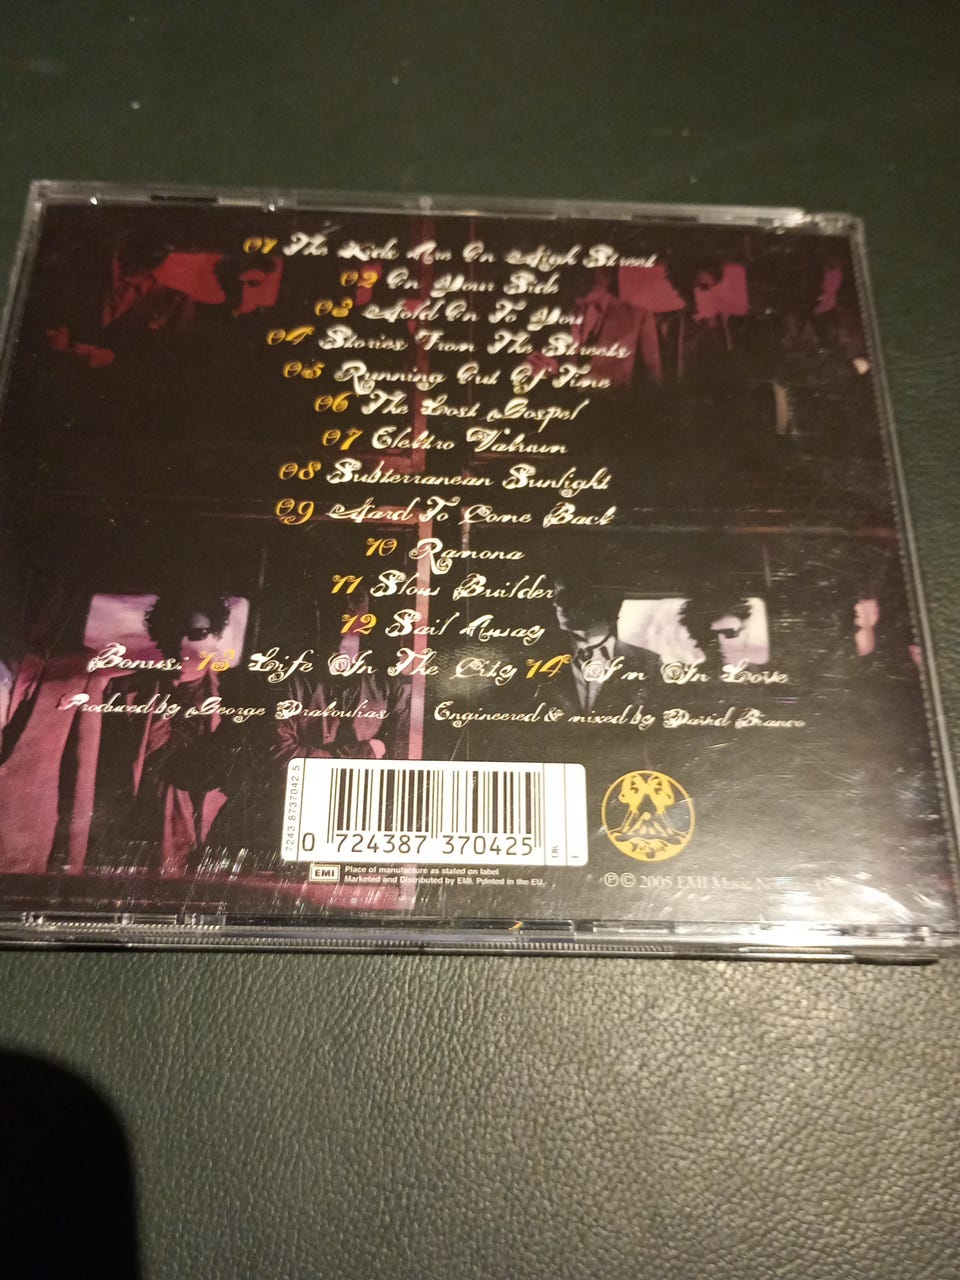 01 The Kids Are On High Street
02 On Your Side
03 Hold On To You
04 Stories From The Streets
05 Running Out Of Time
06 The Lost Gospel
07 Elektro Valium
08 Subterranean Sunlight
09 Hard To Come Back
10 Ramona
11 Slow Builder
12 Sail Away
Bonus: 13 Life In The City 14 I'm In Love
Produced by George Drakoulias Engineered & mixed by David Bianco
7243 8737042 5
UK
0 724387 370425
EMI
Place of manufacture as stated on label
Marketed and Distributed by EMI. Printed in the EU.
℗© 2005 EMI